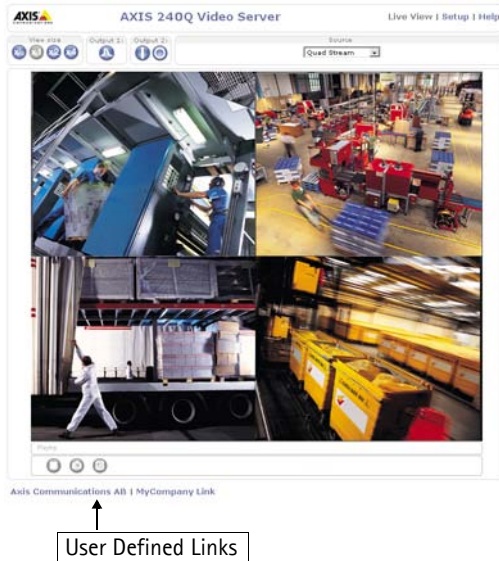 AXIS
COMMUNICATIONS
AXIS 240Q Video Server
Live View | Setup | Help
View size
Output 1:
Output 2:
Source
Quad Stream
Axis Communications AB | MyCompany Link
User Defined Links